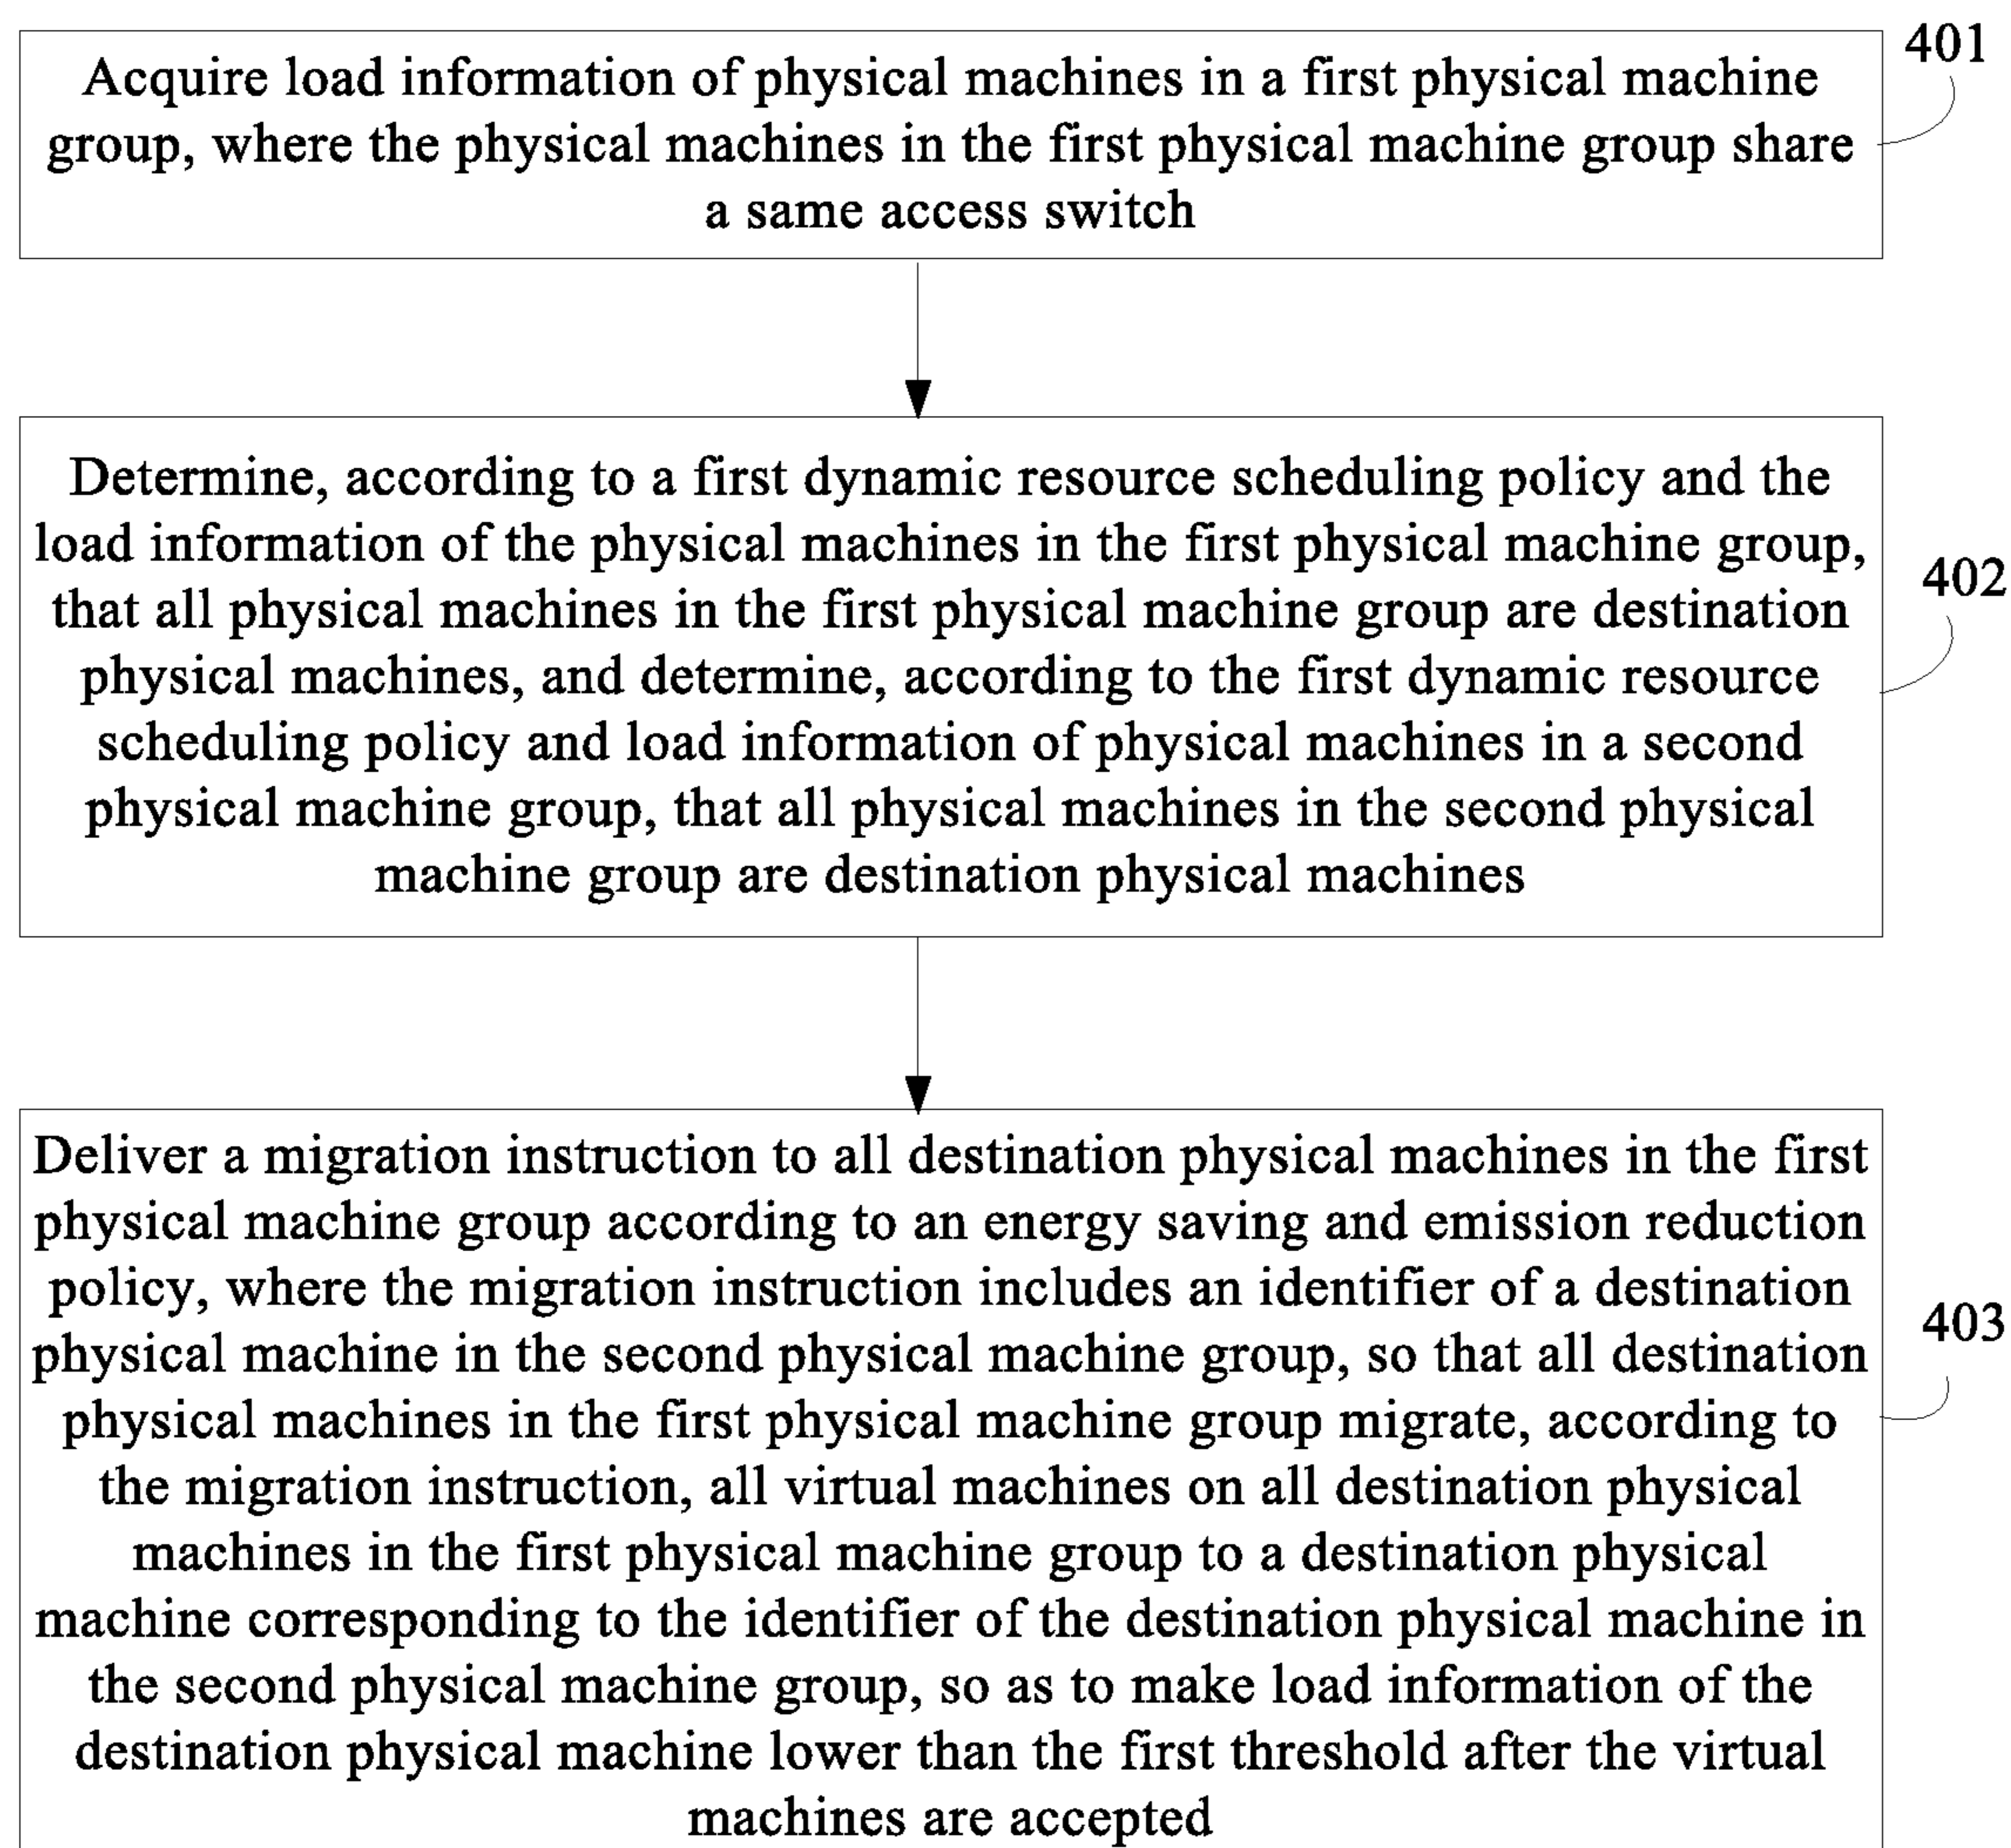 Acquire load information of physical machines in a first physical machine
group, where the physical machines in the first physical machine group share
a same access switch
401
Determine, according to a first dynamic resource scheduling policy and the
load information of the physical machines in the first physical machine group,
that all physical machines in the first physical machine group are destination
physical machines, and determine, according to the first dynamic resource
scheduling policy and load information of physical machines in a second
physical machine group, that all physical machines in the second physical
machine group are destination physical machines
402
Deliver a migration instruction to all destination physical machines in the first
physical machine group according to an energy saving and emission reduction
policy, where the migration instruction includes an identifier of a destination
physical machine in the second physical machine group, so that all destination
physical machines in the first physical machine group migrate, according to
the migration instruction, all virtual machines on all destination physical
machines in the first physical machine group to a destination physical
machine corresponding to the identifier of the destination physical machine in
the second physical machine group, so as to make load information of the
destination physical machine lower than the first threshold after the virtual
machines are accepted
403